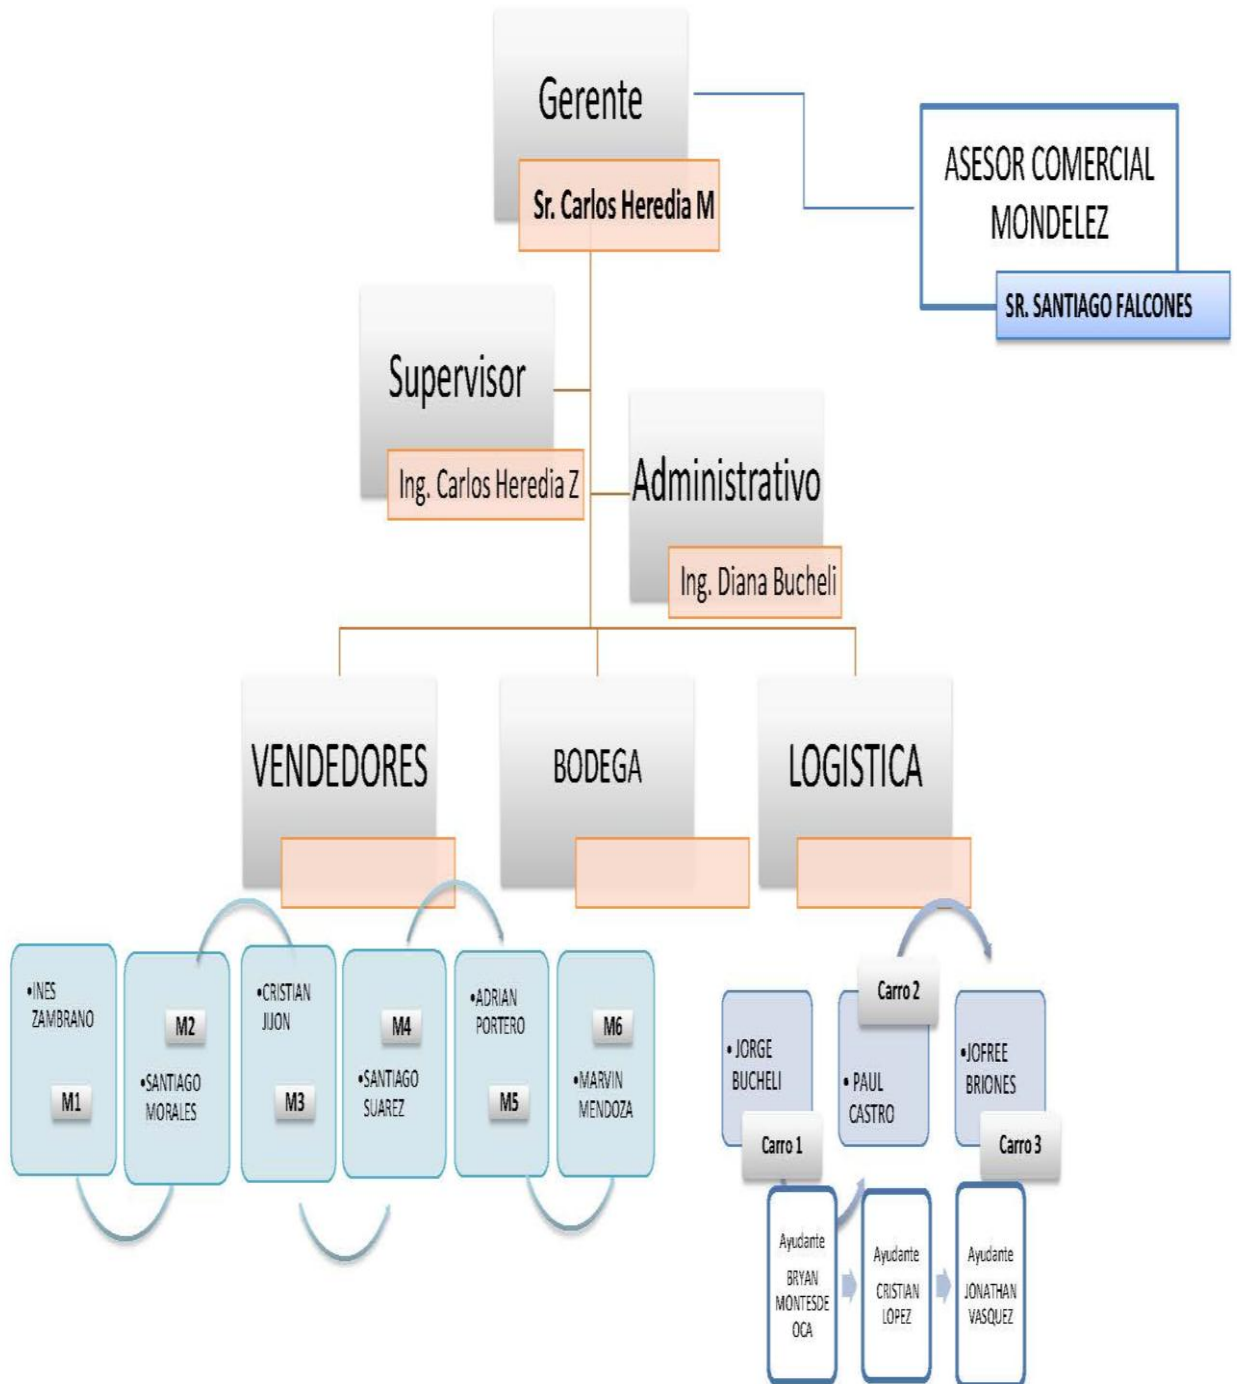 Gerente
Sr. Carlos Heredia M
ASESOR COMERCIAL
MONDELEZ
SR. SANTIAGO FALCONES
Supervisor
Ing. Carlos Heredia Z
Administrativo
Ing. Diana Bucheli
VENDEDORES
BODEGA
LOGISTICA
•INES
ZAMBRANO
M1
M2
•SANTIAGO
MORALES
•CRISTIAN
JIJON
M3
M4
•SANTIAGO
SUAREZ
•ADRIAN
PORTERO
M5
M6
•MARVIN
MENDOZA
• JORGE
BUCHELI
Carro 1
Carro 2
• PAUL
CASTRO
•JOFREE
BRIONES
Carro 3
Ayudante
BRYAN
MONTESDE
OCA
Ayudante
CRISTIAN
LOPEZ
Ayudante
JONATHAN
VASQUEZ